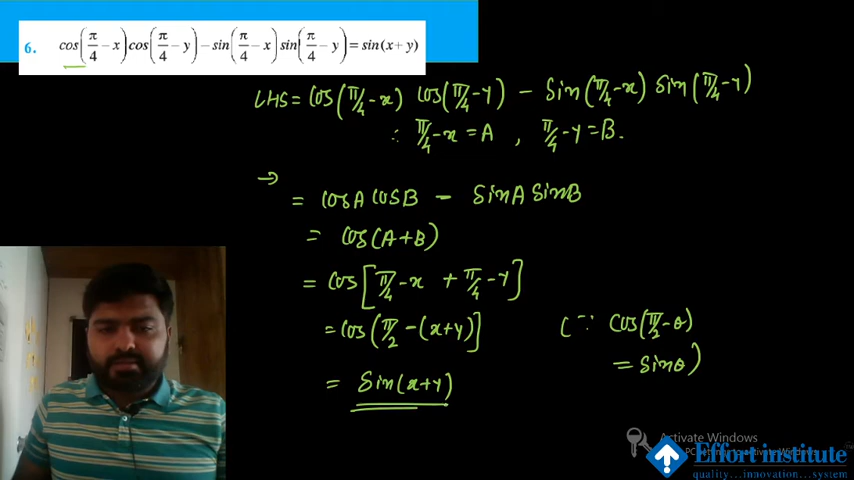 6. cos(π/4 − x)cos(π/4 − y) − sin(π/4 − x)sin(π/4 − y) = sin(x + y)
LHS = cos(π/4 - x) cos(π/4 - y) - sin(π/4 - x) sin(π/4 - y)
∴ π/4 - x = A , π/4 - y = B.
⇒
= cosA cosB - sinA sinB
= cos(A+B)
= cos[π/4 - x + π/4 - y]
= cos(π/2 - (x+y)]
(∵ cos(π/2 - θ)
= sinθ)
= sin(x+y)
Activate Windows
Effort institute
quality...innovation...system